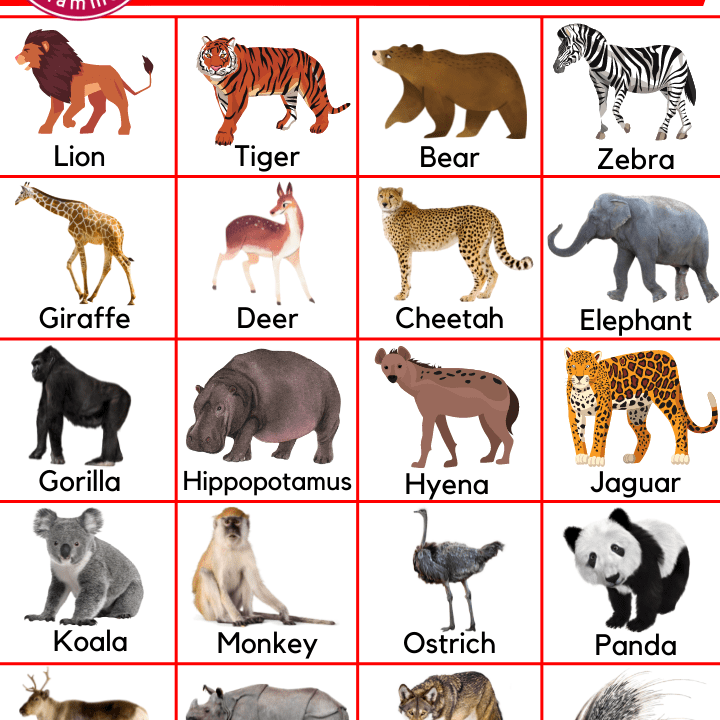 Lion
Tiger
Bear
Zebra
Giraffe
Deer
Cheetah
Elephant
Gorilla
Hippopotamus
Hyena
Jaguar
Koala
Monkey
Ostrich
Panda